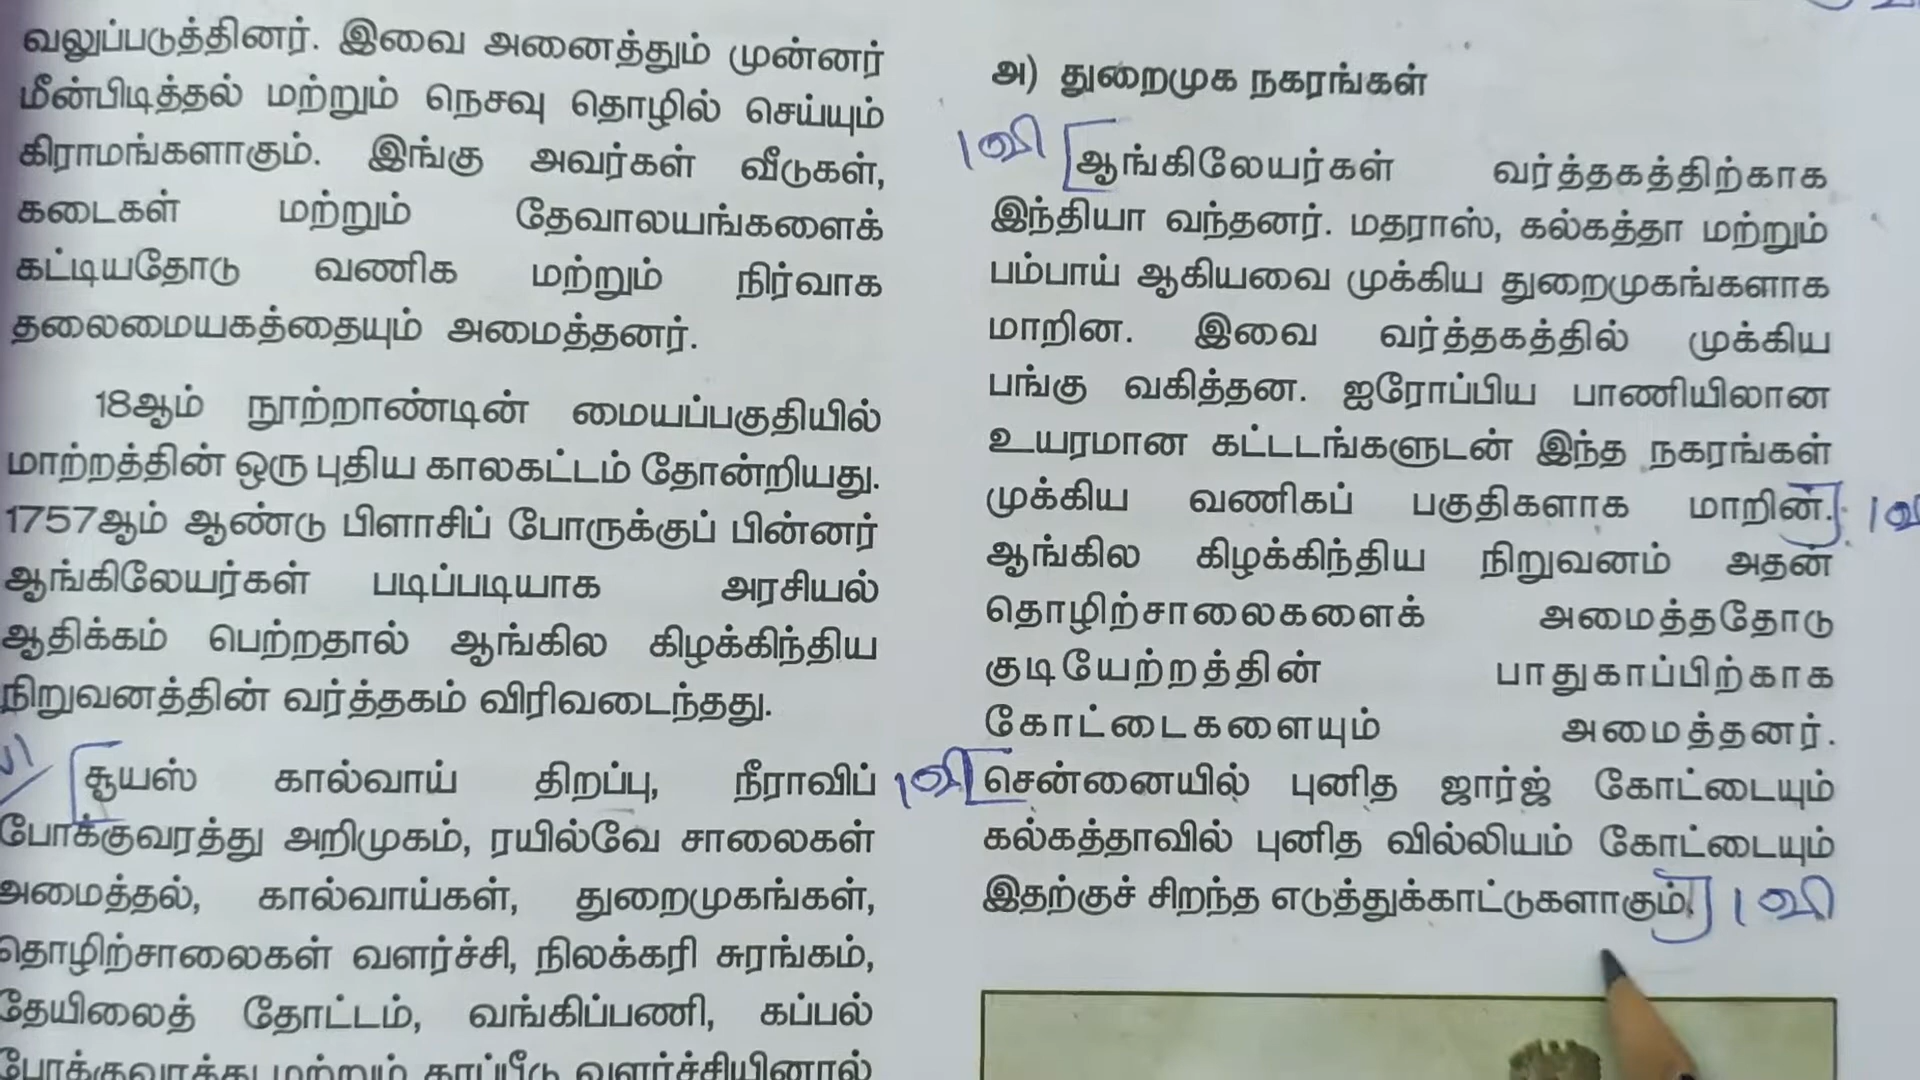 வலுப்படுத்தினர். இவை அனைத்தும் முன்னர்
மீன்பிடித்தல் மற்றும் நெசவு தொழில் செய்யும்
கிராமங்களாகும். இங்கு அவர்கள் வீடுகள்,
கடைகள் மற்றும் தேவாலயங்களைக்
கட்டியதோடு வணிக மற்றும் நிர்வாக
தலைமையகத்தையும் அமைத்தனர்.
18ஆம் நூற்றாண்டின் மையப்பகுதியில்
மாற்றத்தின் ஒரு புதிய காலகட்டம் தோன்றியது.
1757ஆம் ஆண்டு பிளாசிப் போருக்குப் பின்னர்
ஆங்கிலேயர்கள் படிப்படியாக அரசியல்
ஆதிக்கம் பெற்றதால் ஆங்கில கிழக்கிந்திய
நிறுவனத்தின் வர்த்தகம் விரிவடைந்தது.
சூயஸ் கால்வாய் திறப்பு, நீராவிப்
போக்குவரத்து அறிமுகம், ரயில்வே சாலைகள்
அமைத்தல், கால்வாய்கள், துறைமுகங்கள்,
தொழிற்சாலைகள் வளர்ச்சி, நிலக்கரி சுரங்கம்,
தேயிலைத் தோட்டம், வங்கிப்பணி, கப்பல்
போக்குவரத்து மற்றும் காப்பீடு வளர்ச்சியினால்
அ) துறைமுக நகரங்கள்
1வி ஆங்கிலேயர்கள் வர்த்தகத்திற்காக
இந்தியா வந்தனர். மதராஸ், கல்கத்தா மற்றும்
பம்பாய் ஆகியவை முக்கிய துறைமுகங்களாக
மாறின. இவை வர்த்தகத்தில் முக்கிய
பங்கு வகித்தன. ஐரோப்பிய பாணியிலான
உயரமான கட்டடங்களுடன் இந்த நகரங்கள்
முக்கிய வணிகப் பகுதிகளாக மாறின.
ஆங்கில கிழக்கிந்திய நிறுவனம் அதன்
தொழிற்சாலைகளைக் அமைத்ததோடு
குடியேற்றத்தின் பாதுகாப்பிற்காக
கோட்டைகளையும் அமைத்தனர்.
1வி சென்னையில் புனித ஜார்ஜ் கோட்டையும்
கல்கத்தாவில் புனித வில்லியம் கோட்டையும்
இதற்குச் சிறந்த எடுத்துக்காட்டுகளாகும். 1வி